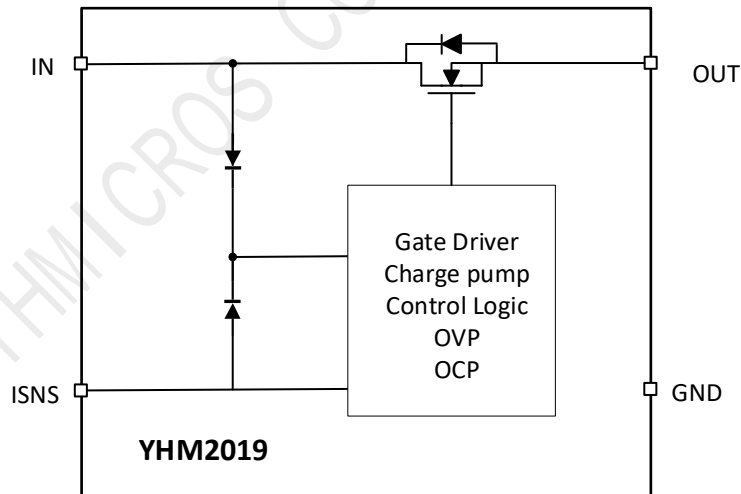 IN
OUT
Gate Driver
Charge pump
Control Logic
OVP
OCP
ISNS
GND
YHM2019